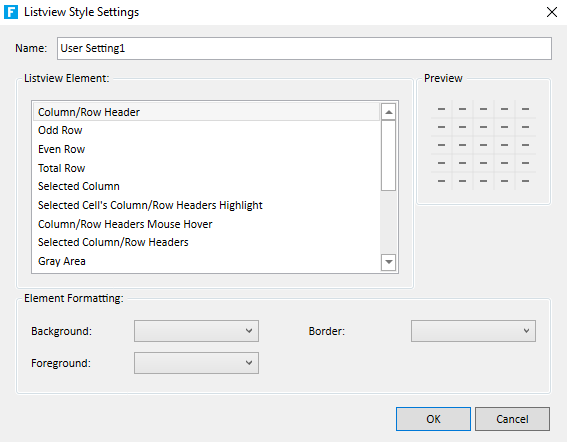 F Listview Style Settings
Name: User Setting1
Listview Element:
Preview
Column/Row Header
Odd Row
Even Row
Total Row
Selected Column
Selected Cell's Column/Row Headers Highlight
Column/Row Headers Mouse Hover
Selected Column/Row Headers
Gray Area
Element Formatting:
Background:
Border:
Foreground:
OK
Cancel